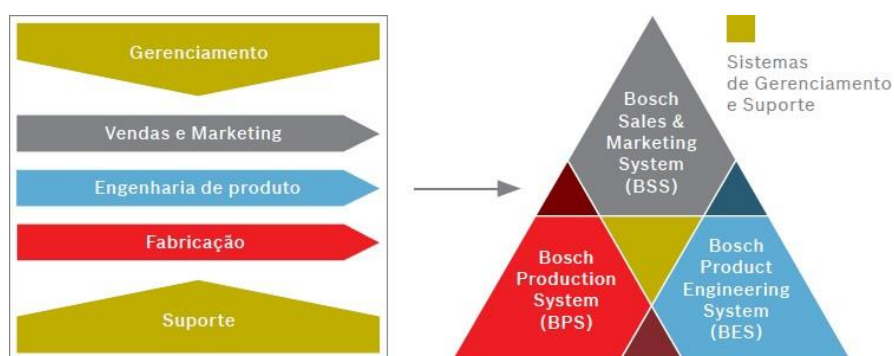 Gerenciamento
Vendas e Marketing
Engenharia de produto
Fabricação
Suporte
Bosch
Sales &
Marketing
System
(BSS)
Bosch
Production
System
(BPS)
Bosch
Product
Engineering
System
(BES)
Sistemas
de Gerenciamento
e Suporte